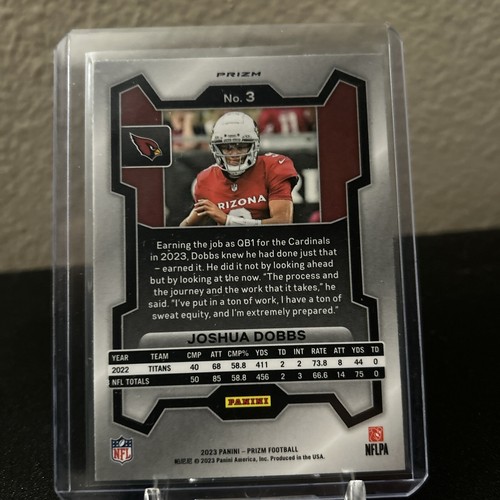 PRIZM
No. 3
ARIZONA
Earning the job as QB1 for the Cardinals
in 2023, Dobbs knew he had done just that
– earned it. He did it not by looking ahead
but by looking at the now. "The process and
the journey and the work that it takes," he
said. "I've put in a ton of work, I have a ton of
sweat equity, and I'm extremely prepared."
JOSHUA DOBBS
YEAR TEAM CMP ATT CMP% YDS TD INT RATE ATT YDS TD
2022 TITANS 40 68 58.8 411 2 2 73.8 8 44 0
NFL TOTALS 50 85 58.8 456 2 3 66.6 14 75 0
PANINI
2023 PANINI – PRIZM FOOTBALL
© 2023 Panini America, Inc. Produced in the USA.
NFL
NFLPA